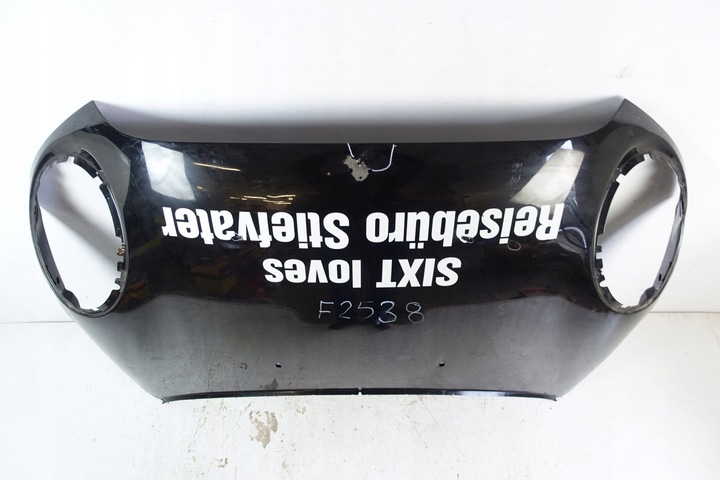 SIXT loves
Reisebüro Stiefvater
F2538